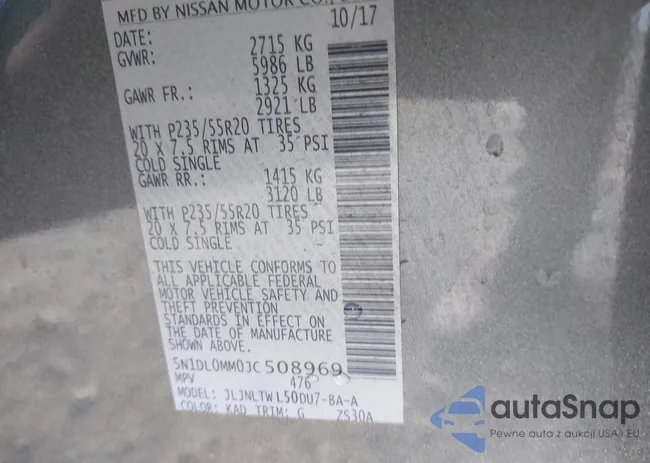 MFD BY NISSAN MOTOR CO.,
DATE: 10/17
GVWR: 2715 KG
5986 LB
GAWR FR.: 1325 KG
2921 LB
WITH P235/55R20 TIRES
20 X 7.5 RIMS AT 35 PSI
COLD SINGLE
GAWR RR.: 1415 KG
3120 LB
WITH P235/55R20 TIRES
20 X 7.5 RIMS AT 35 PSI
COLD SINGLE
THIS VEHICLE CONFORMS TO
ALL APPLICABLE FEDERAL
MOTOR VEHICLE SAFETY AND
THEFT PREVENTION
STANDARDS IN EFFECT ON
THE DATE OF MANUFACTURE
SHOWN ABOVE.
5N1DL0MM0JC508969
MPV 476
MODEL: JLJNLTWL50DU7-BA-A
COLOR: KAD TRIM: G ZS30A
autaSnap
Pewne auta z aukcji USA i EU